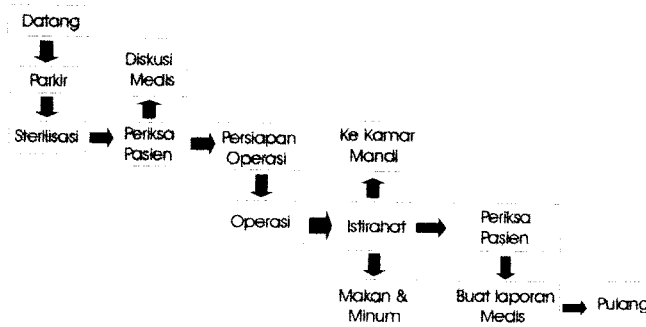 Datang
Parkir
Sterilisasi
Diskusi
Medis
Periksa
Pasien
Persiapan
Operasi
Operasi
Ke Kamar
Mandi
Istirahat
Makan &
Minum
Periksa
Pasien
Buat laporan
Medis
Pulang